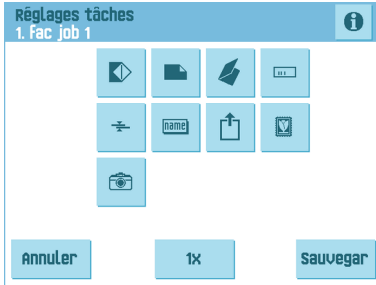 Réglages tâches
1. Fac job 1
name
Annuler
1x
Sauvegar